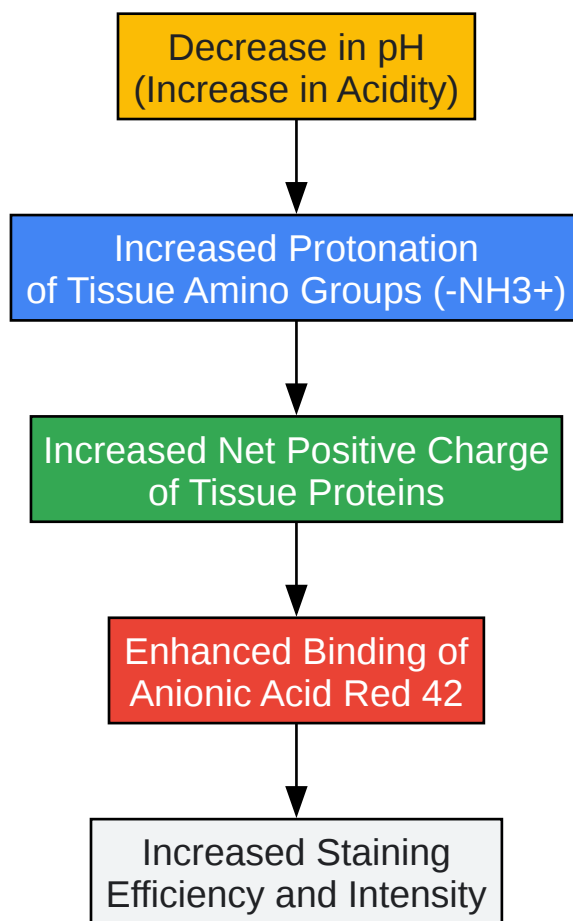 Decrease in pH
(Increase in Acidity)
Increased Protonation
of Tissue Amino Groups (-NH3+)
Increased Net Positive Charge
of Tissue Proteins
Enhanced Binding of
Anionic Acid Red 42
Increased Staining
Efficiency and Intensity